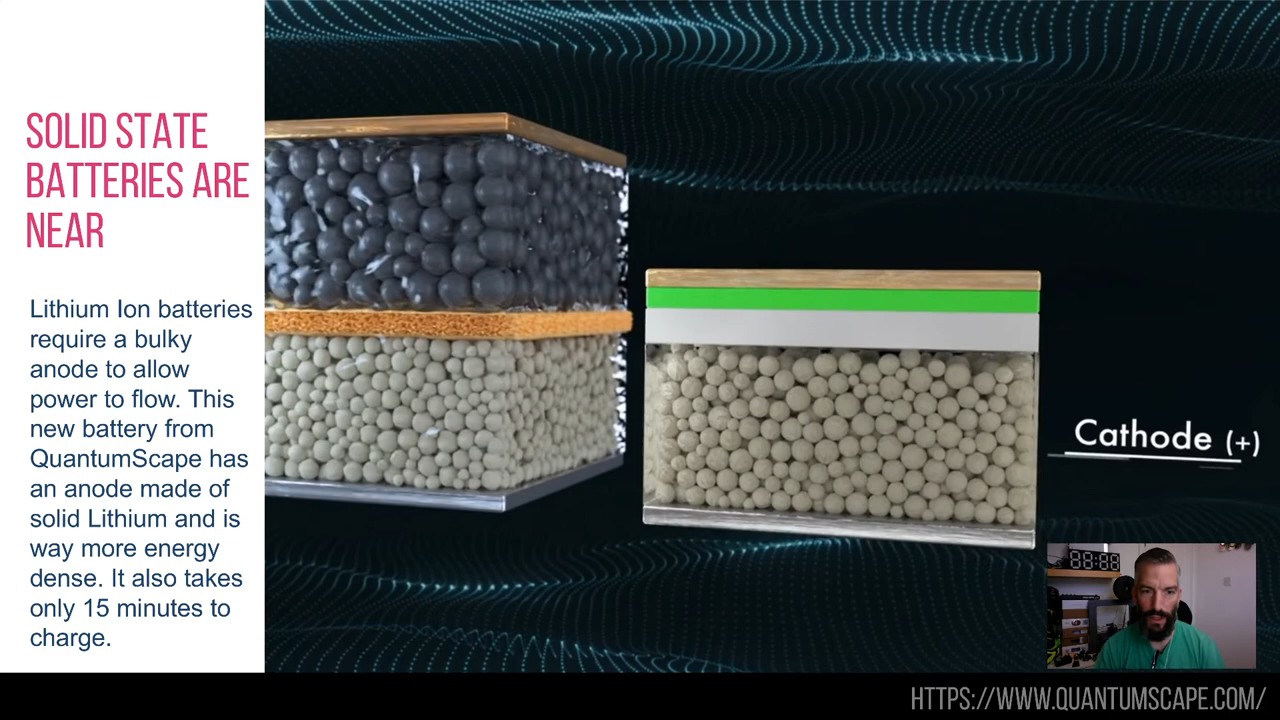 SOLID STATE
BATTERIES ARE
NEAR
Lithium Ion batteries
require a bulky
anode to allow
power to flow. This
new battery from
QuantumScape has
an anode made of
solid Lithium and is
way more energy
dense. It also takes
only 15 minutes to
charge.
Cathode (+)
88:88
HTTPS://WWW.QUANTUMSCAPE.COM/